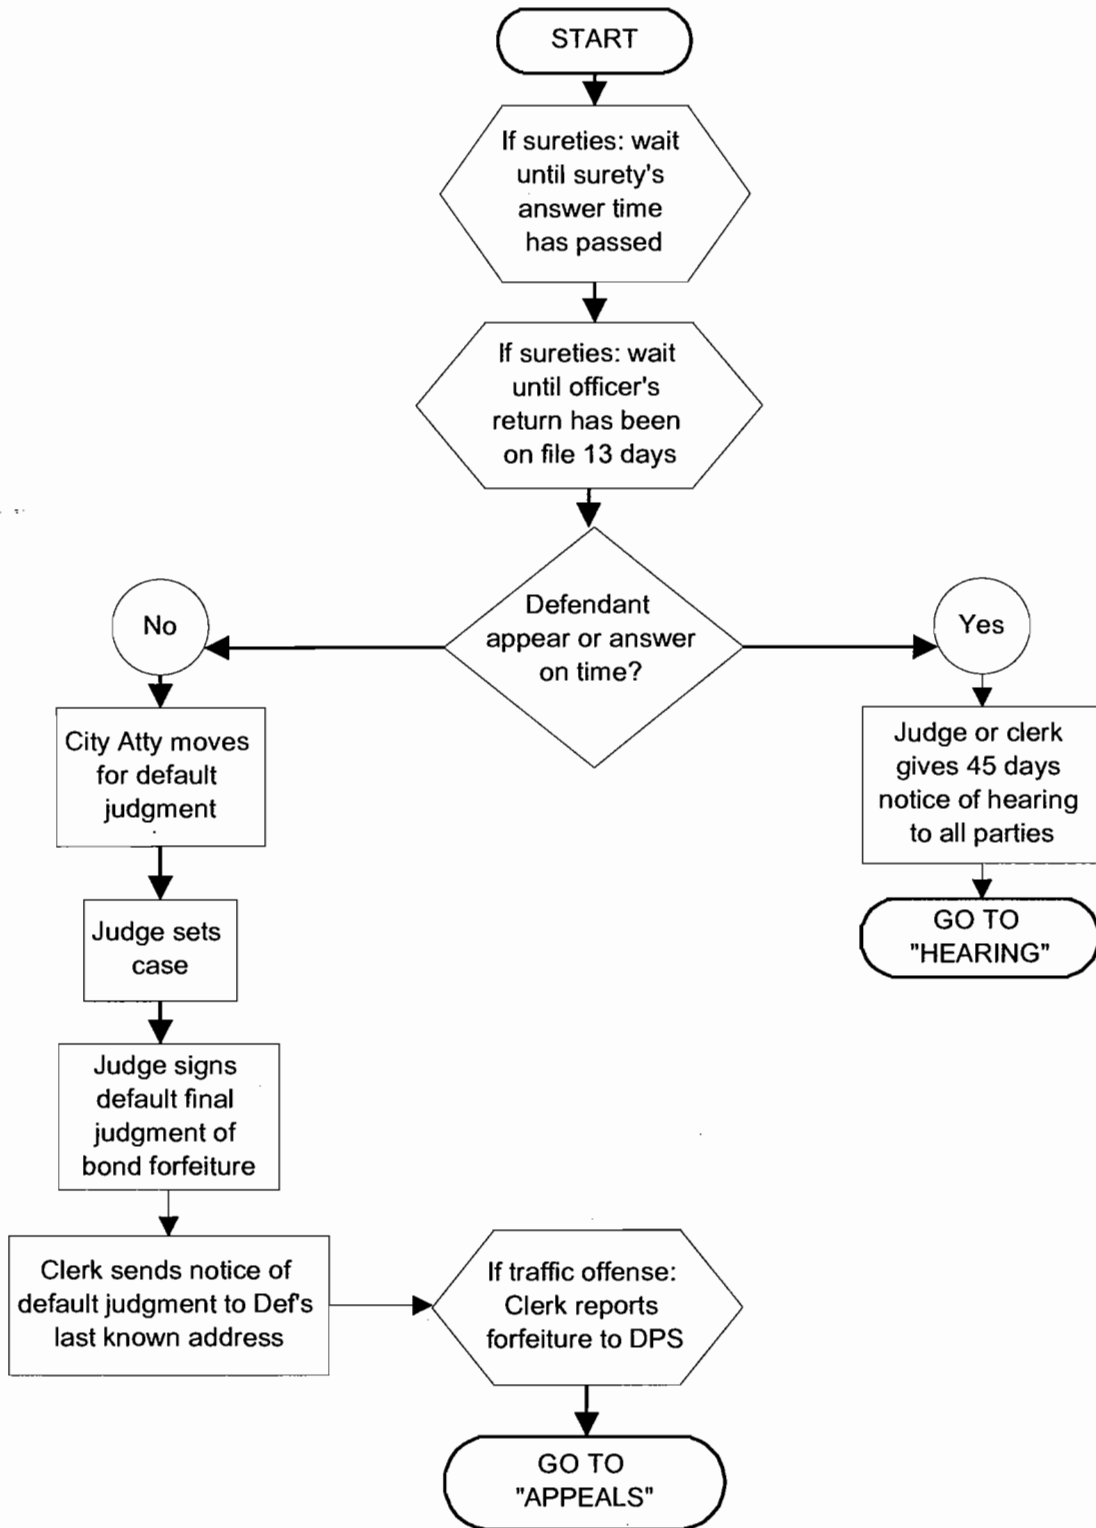 START
If sureties: wait
until surety's
answer time
has passed
If sureties: wait
until officer's
return has been
on file 13 days
Defendant
appear or answer
on time?
No
City Atty moves
for default
judgment
Judge sets
case
Judge signs
default final
judgment of
bond forfeiture
Clerk sends notice of
default judgment to Def's
last known address
If traffic offense:
Clerk reports
forfeiture to DPS
GO TO
"APPEALS"
Yes
Judge or clerk
gives 45 days
notice of hearing
to all parties
GO TO
"HEARING"